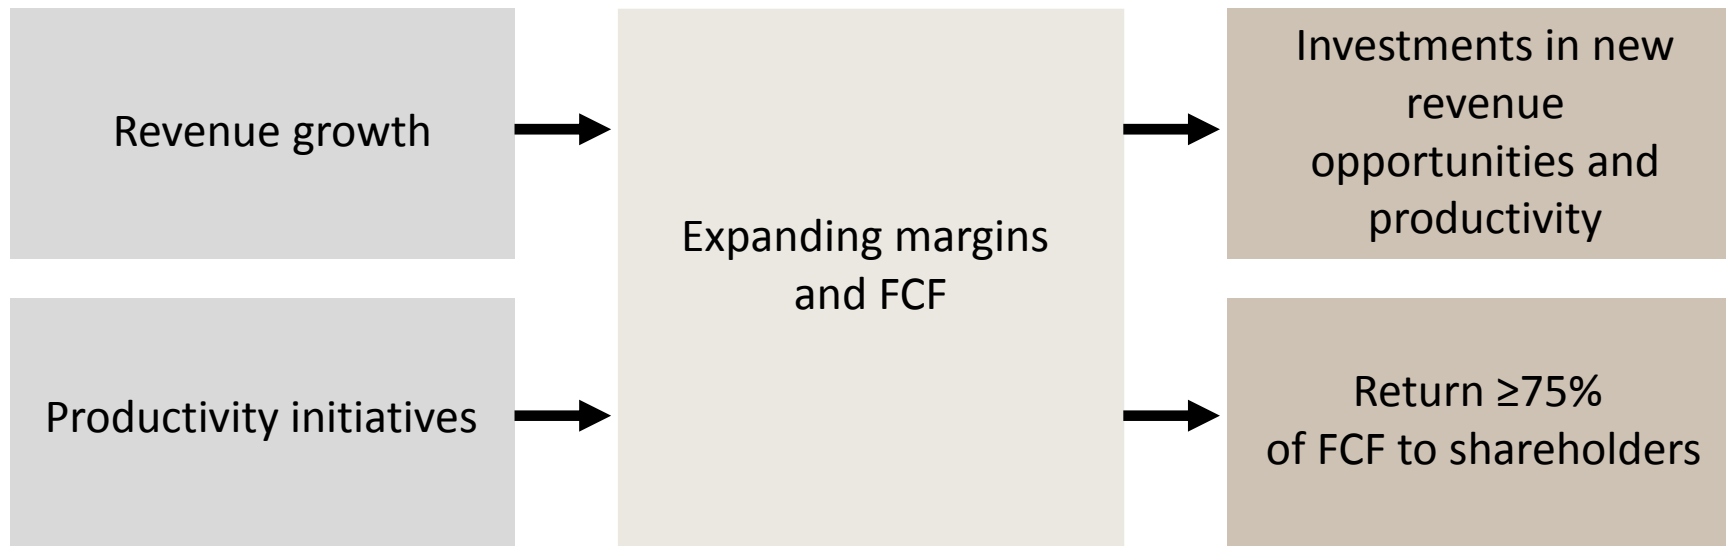 Revenue growth
Productivity initiatives
Expanding margins
and FCF
Investments in new
revenue
opportunities and
productivity
Return ≥75%
of FCF to shareholders